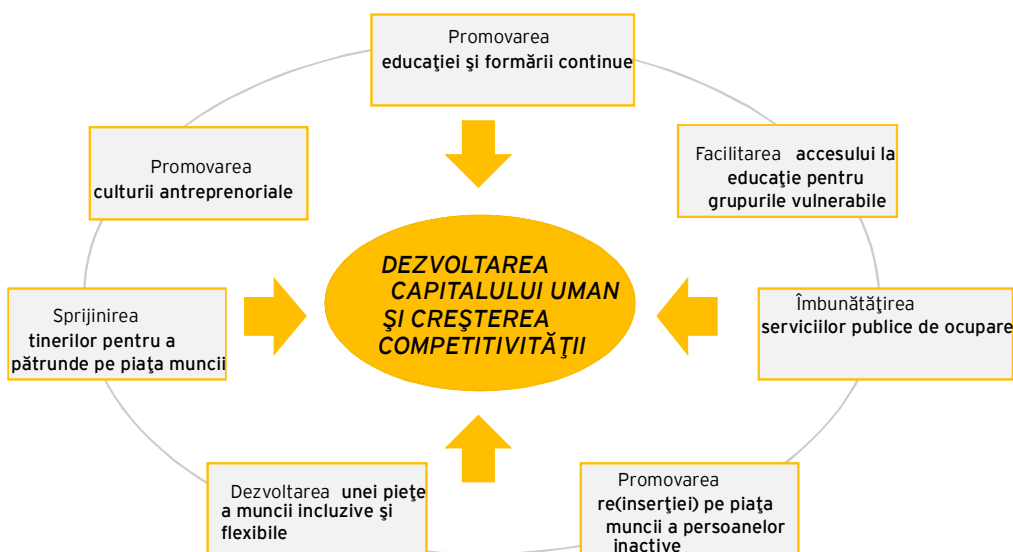 Promovarea
educaţiei şi formării continue
Promovarea
culturii antreprenoriale
Facilitarea accesului la
educaţie pentru
grupurile vulnerabile
DEZVOLTAREA
CAPITALULUI UMAN
ŞI CREŞTEREA
COMPETITIVITĂŢII
Sprijinirea
tinerilor pentru a
pătrunde pe piaţa muncii
Îmbunătăţirea
serviciilor publice de ocupare
Dezvoltarea unei pieţe
a muncii incluzive şi
flexibile
Promovarea
re(inserţiei) pe piaţa
muncii a persoanelor
inactive